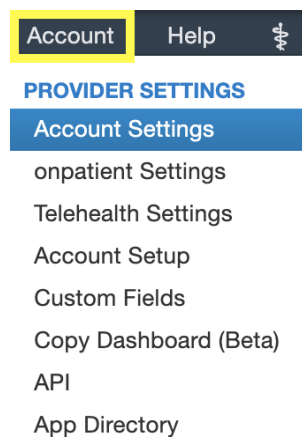 Account Help
PROVIDER SETTINGS
Account Settings
onpatient Settings
Telehealth Settings
Account Setup
Custom Fields
Copy Dashboard (Beta)
API
App Directory